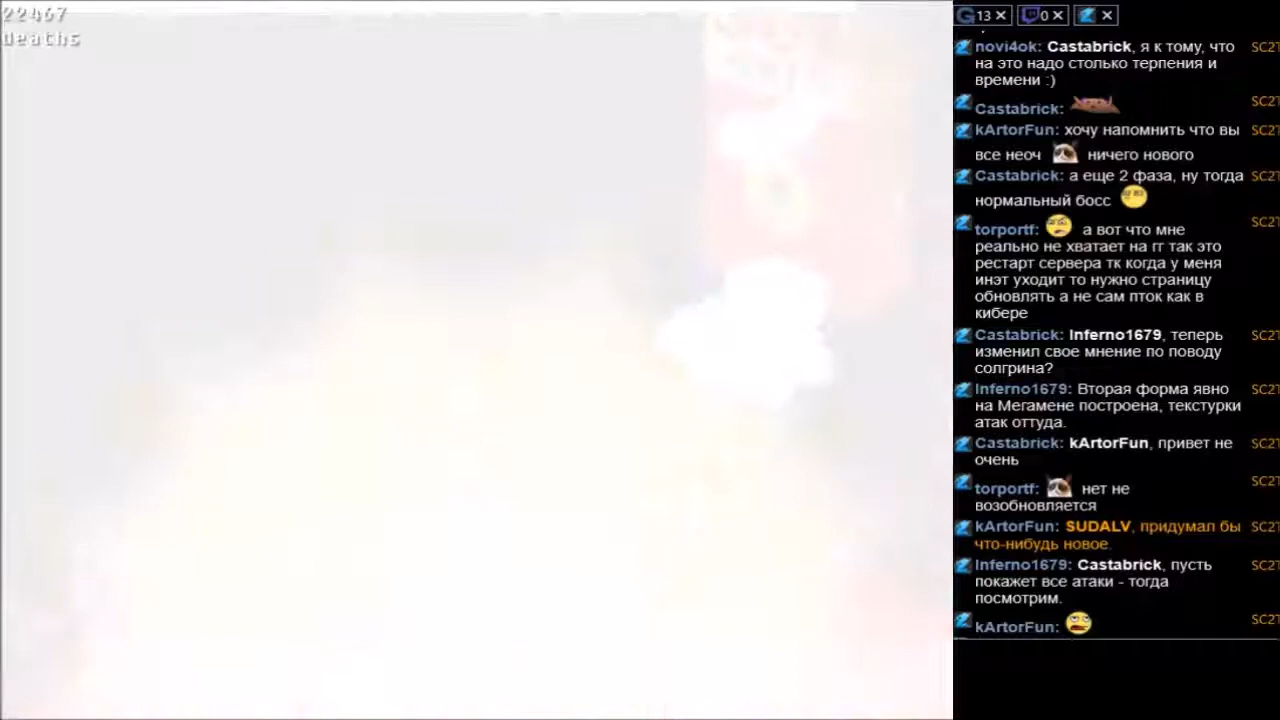 22467
deaths
13
0
novi4ok: Castabrick, я к тому, что
на это надо столько терпения и
времени :)
Castabrick:
kArtorFun: хочу напомнить что вы
все неоч ничего нового
Castabrick: а еще 2 фаза, ну тогда
нормальный босс
torportf: а вот что мне
реально не хватает на гг так это
рестарт сервера тк когда у меня
инэт уходит то нужно страницу
обновлять а не сам пток как в
кибере
Castabrick: Inferno1679, теперь
изменил свое мнение по поводу
солгрина?
Inferno1679: Вторая форма явно
на Мегамене построена, текстурки
атак оттуда.
Castabrick: kArtorFun, привет не
очень
torportf: нет не
возобновляется
kArtorFun: SUDALV, придумал бы
что-нибудь новое.
Inferno1679: Castabrick, пусть
покажет все атаки - тогда
посмотрим.
kArtorFun: